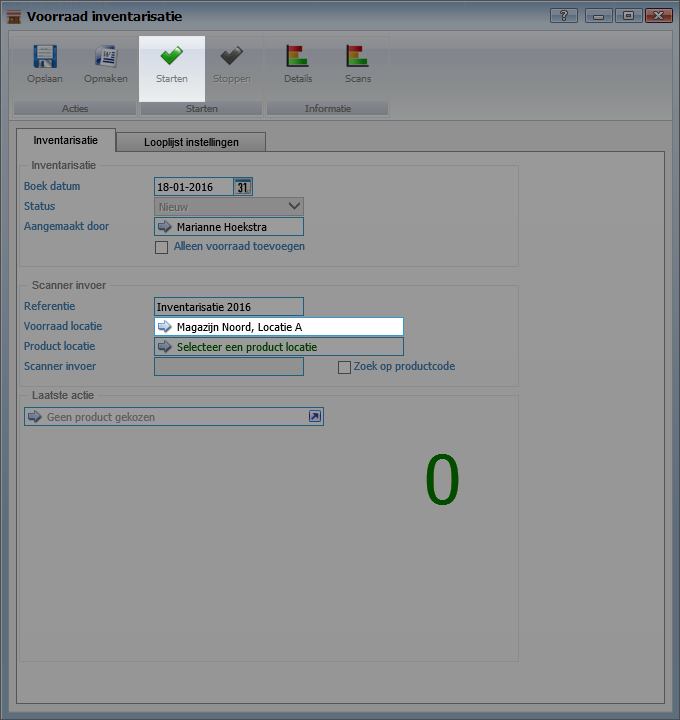 Voorraad inventarisatie
Opslaan Opmaken Starten Stoppen Details Scans
Acties Starten Informatie
Inventarisatie Looplijst instellingen
Inventarisatie
Boek datum 18-01-2016 31
Status Nieuw
Aangemaakt door Marianne Hoekstra
Alleen voorraad toevoegen
Scanner invoer
Referentie Inventarisatie 2016
Voorraad locatie Magazijn Noord, Locatie A
Product locatie Selecteer een product locatie
Scanner invoer Zoek op productcode
Laatste actie
Geen product gekozen
0